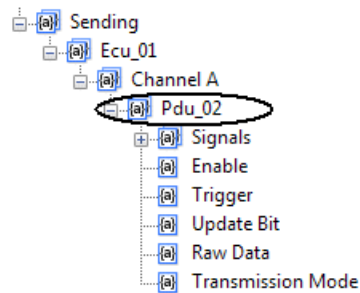 Sending
Ecu_01
Channel A
Pdu_02
Signals
Enable
Trigger
Update Bit
Raw Data
Transmission Mode